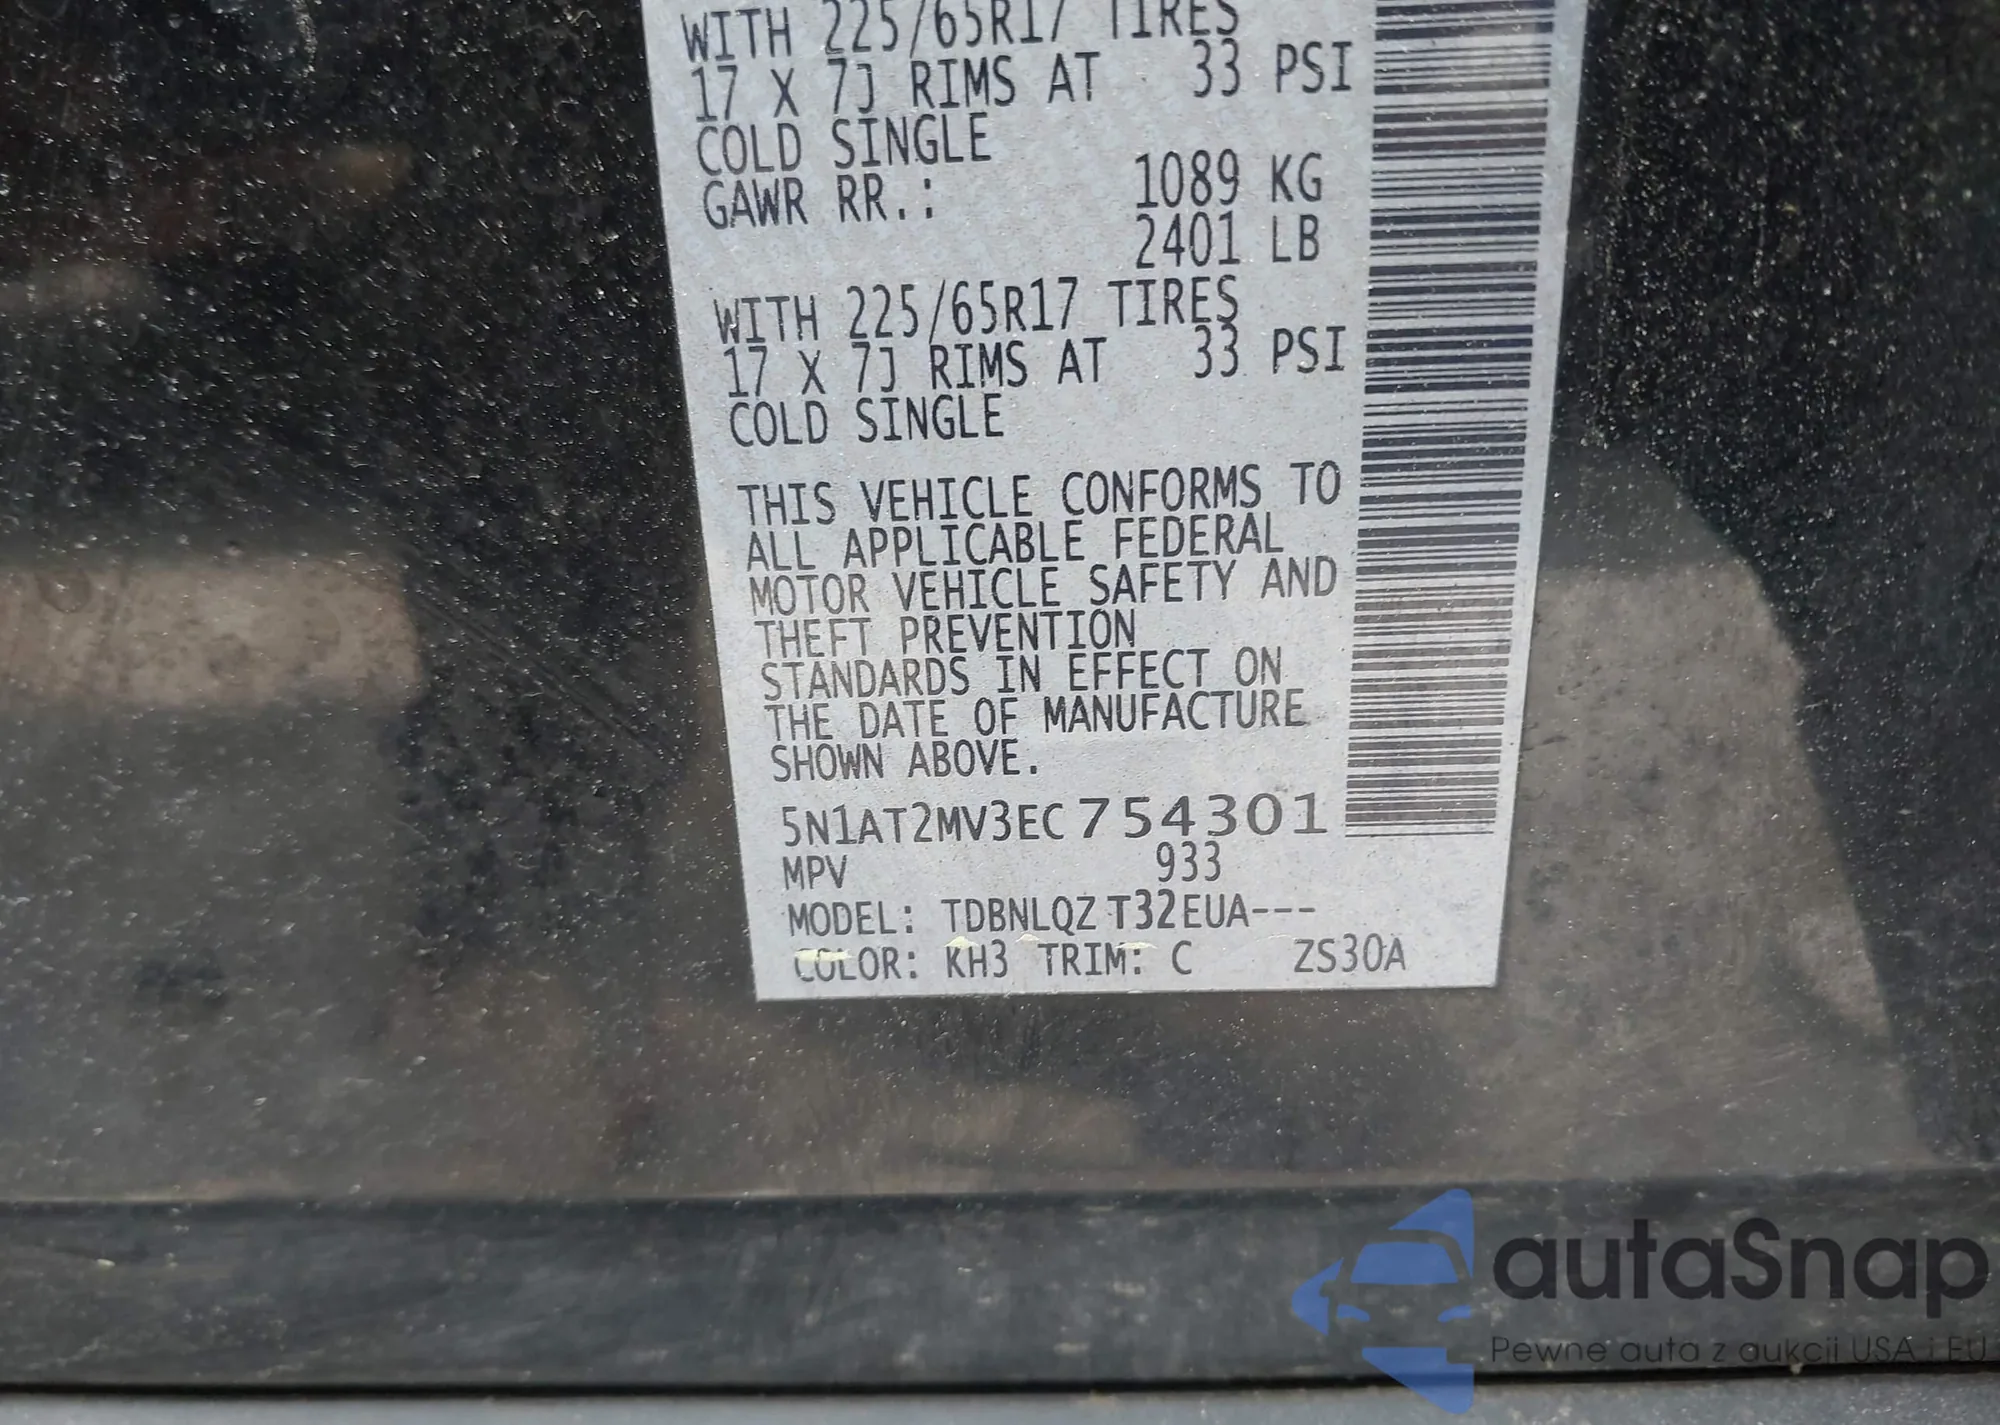 WITH 225/65R17 TIRES
17 X 7J RIMS AT 33 PSI
COLD SINGLE
GAWR RR.: 1089 KG
2401 LB
WITH 225/65R17 TIRES
17 X 7J RIMS AT 33 PSI
COLD SINGLE
THIS VEHICLE CONFORMS TO
ALL APPLICABLE FEDERAL
MOTOR VEHICLE SAFETY AND
THEFT PREVENTION
STANDARDS IN EFFECT ON
THE DATE OF MANUFACTURE
SHOWN ABOVE.
5N1AT2MV3EC754301
MPV 933
MODEL: TDBNLQZ T32EUA---
COLOR: KH3 TRIM: C ZS30A
autaSnap
Pewne auta z aukcji USA i EU